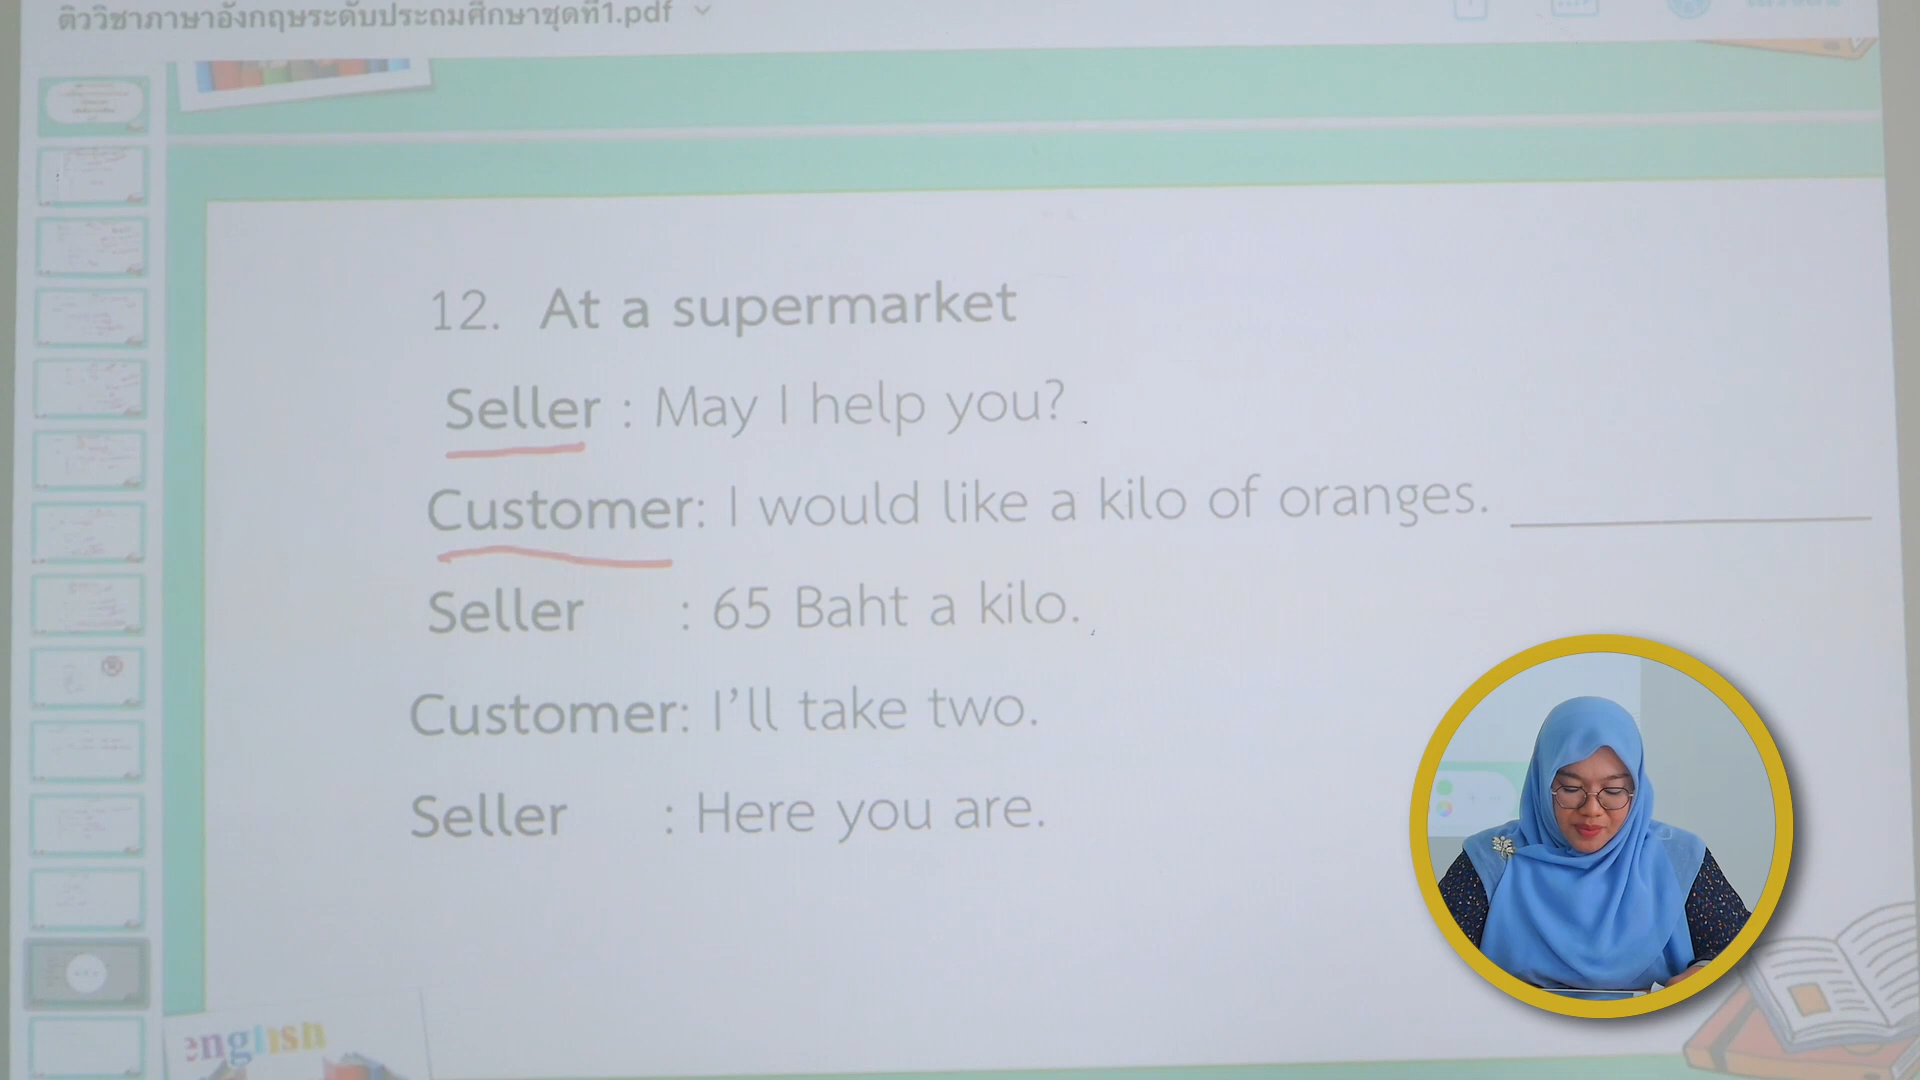 ติววิชาภาษาอังกฤษระดับประถมศึกษาชุดที่1.pdf
12. At a supermarket
Seller : May I help you?
Customer: I would like a kilo of oranges. ____________
Seller : 65 Baht a kilo.
Customer: I'll take two.
Seller : Here you are.
english